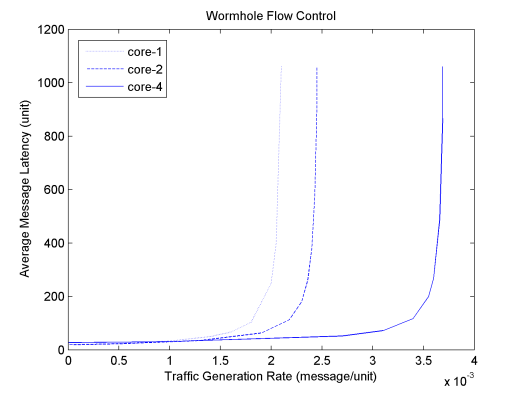 Wormhole Flow Control
1200
1000
800
600
400
200
0
core-1
core-2
core-4
Average Message Latency (unit)
0 0.5 1 1.5 2 2.5 3 3.5 4
Traffic Generation Rate (message/unit)
x 10⁻³